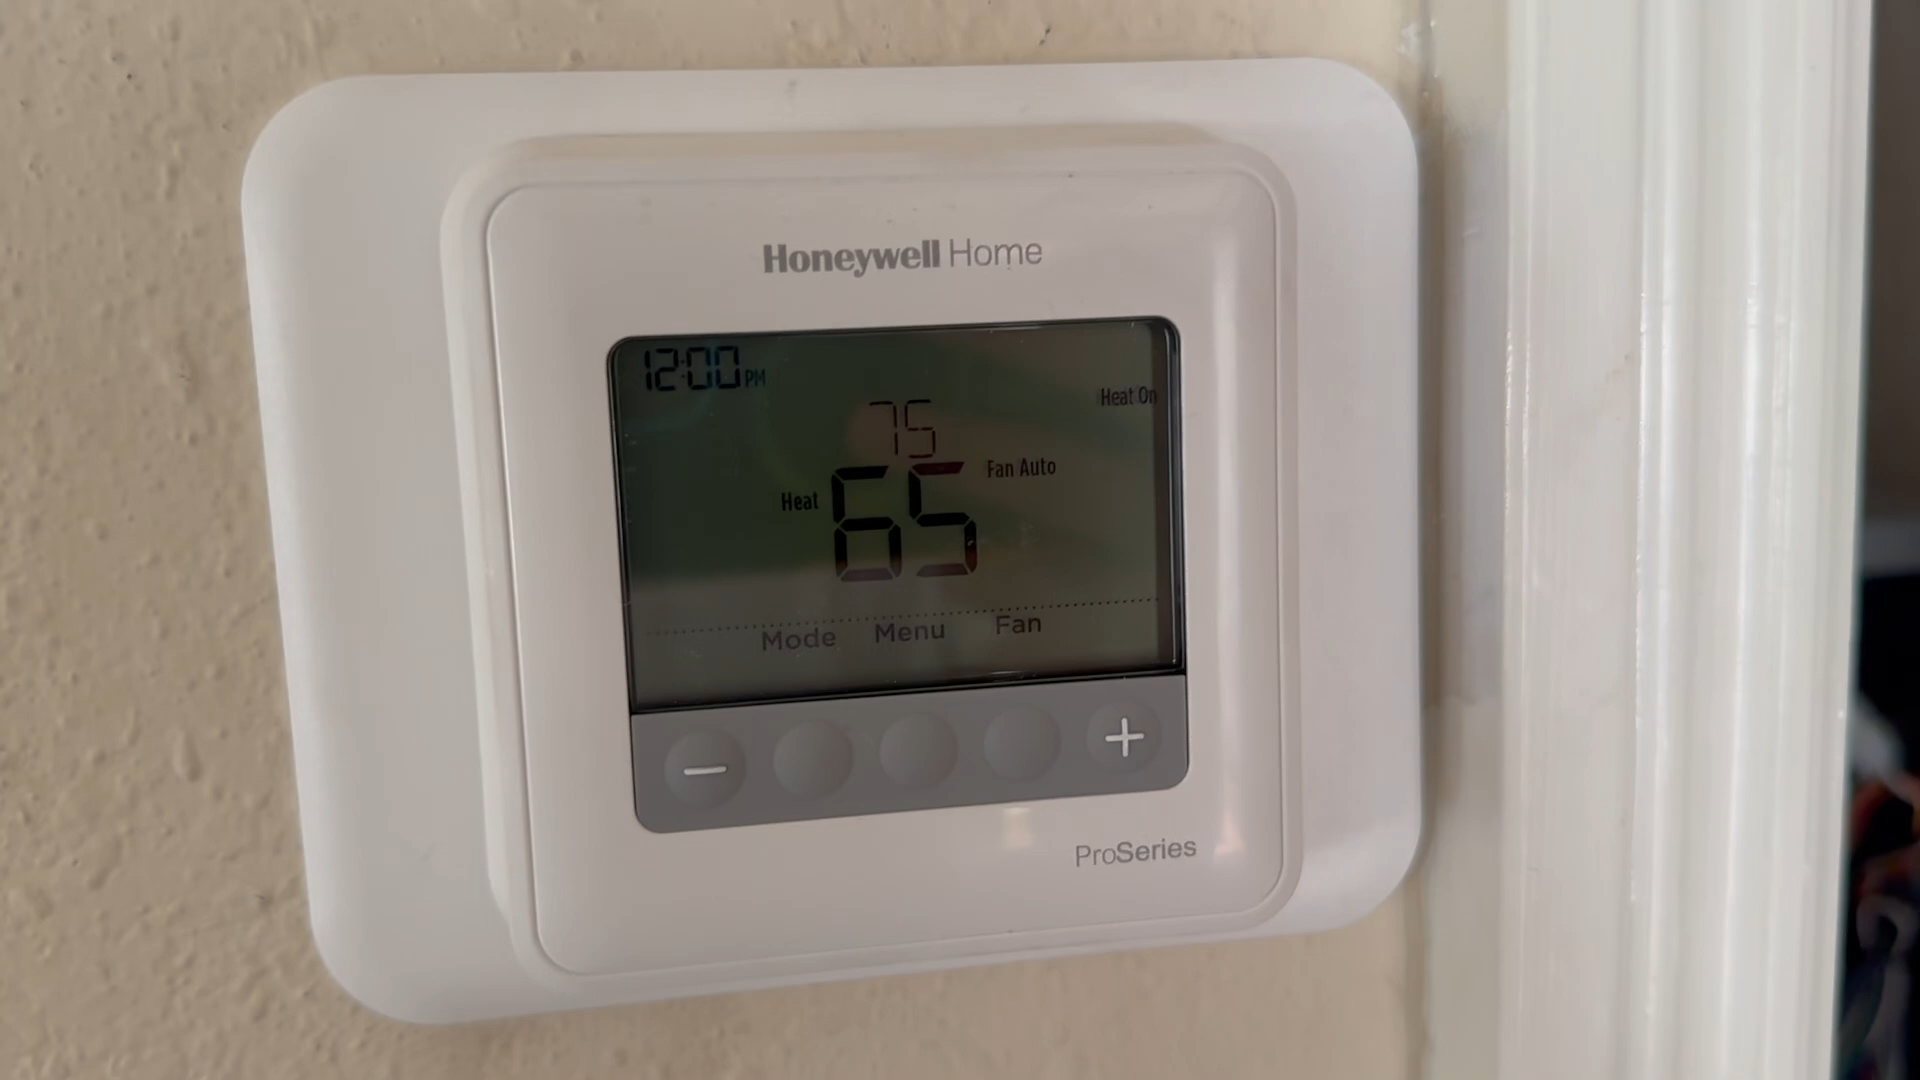 Honeywell Home
12:00 PM
Heat On
75
Fan Auto
Heat 65
Mode Menu Fan
− +
ProSeries